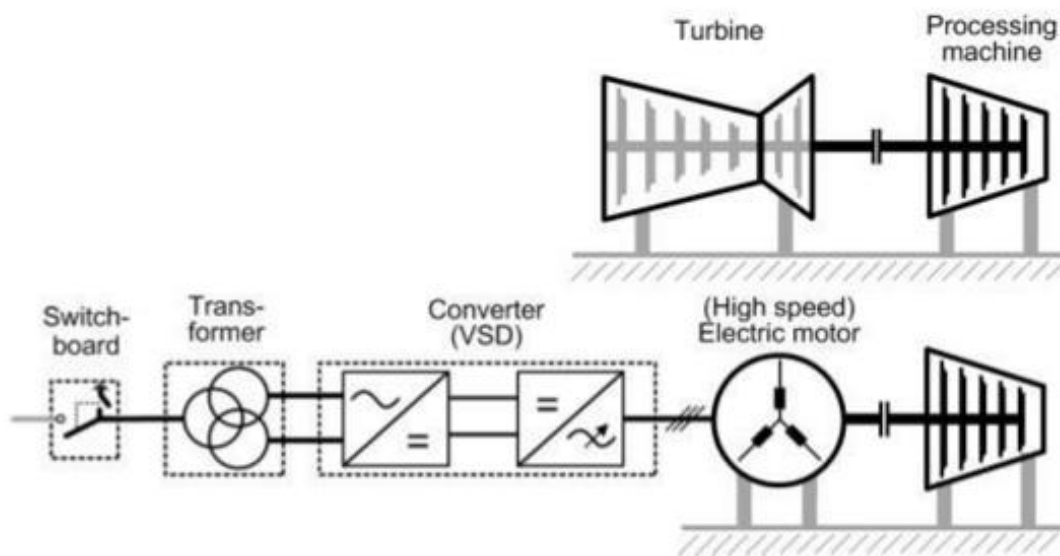 Turbine
Processing
machine
Switch-
board
Trans-
former
Converter
(VSD)
(High speed)
Electric motor